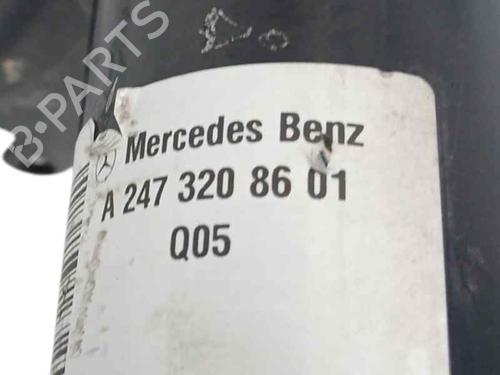 B-PARTS
Mercedes Benz
A 247 320 86 01
Q05